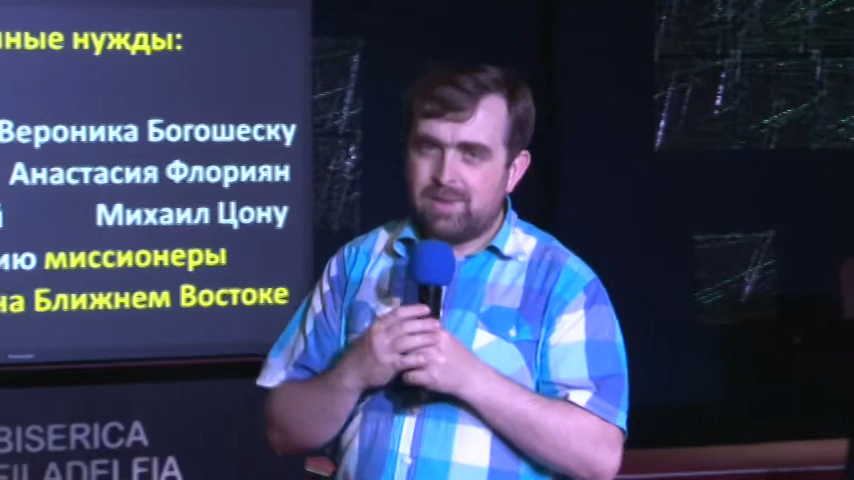 нные нужды:
Вероника Богошеску
Анастасия Флориян
й Михаил Цону
ию миссионеры
на Ближнем Востоке
BISERICA
FILADELFIA